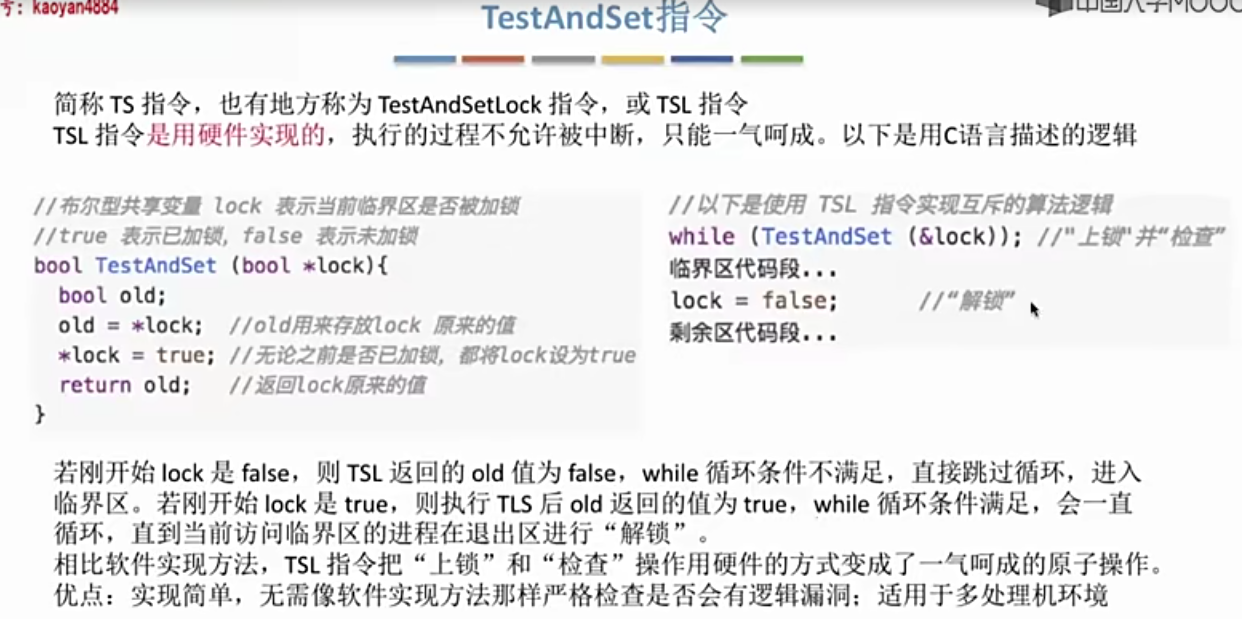 号：kaoyan4884
中国大学MOOC
TestAndSet指令
简称 TS 指令，也有地方称为 TestAndSetLock 指令，或 TSL 指令
TSL 指令是用硬件实现的，执行的过程不允许被中断，只能一气呵成。以下是用C语言描述的逻辑
//布尔型共享变量 lock 表示当前临界区是否被加锁
//true 表示已加锁，false 表示未加锁
bool TestAndSet (bool *lock){
bool old;
old = *lock; //old用来存放lock 原来的值
*lock = true; //无论之前是否已加锁，都将lock设为true
return old; //返回lock原来的值
}
//以下是使用 TSL 指令实现互斥的算法逻辑
while (TestAndSet (&lock)); //"上锁"并"检查"
临界区代码段...
lock = false; //"解锁"
剩余区代码段...
若刚开始 lock 是 false，则 TSL 返回的 old 值为 false，while 循环条件不满足，直接跳过循环，进入
临界区。若刚开始 lock 是 true，则执行 TLS 后 old 返回的值为 true，while 循环条件满足，会一直
循环，直到当前访问临界区的进程在退出区进行“解锁”。
相比软件实现方法，TSL 指令把“上锁”和“检查”操作用硬件的方式变成了一气呵成的原子操作。
优点：实现简单，无需像软件实现方法那样严格检查是否会有逻辑漏洞；适用于多处理机环境